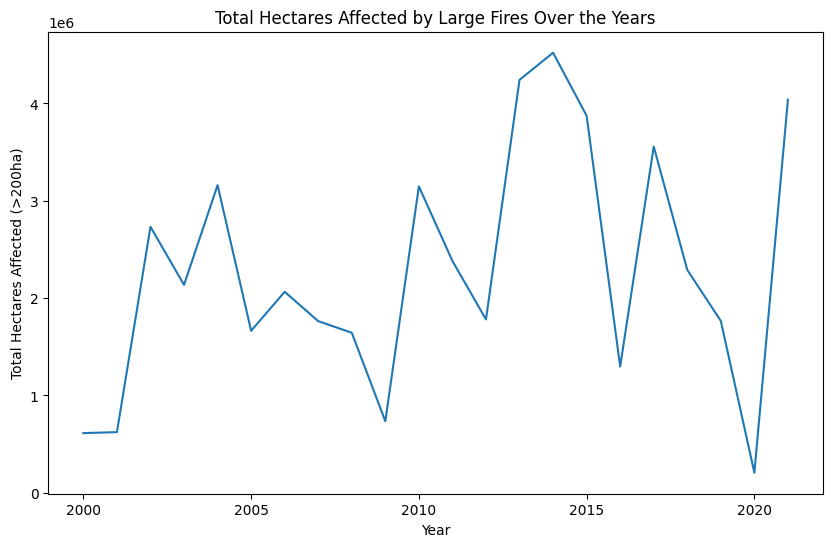 Total Hectares Affected by Large Fires Over the Years
1e6
Total Hectares Affected (>200ha)
4
3
2
1
0
2000 2005 2010 2015 2020
Year